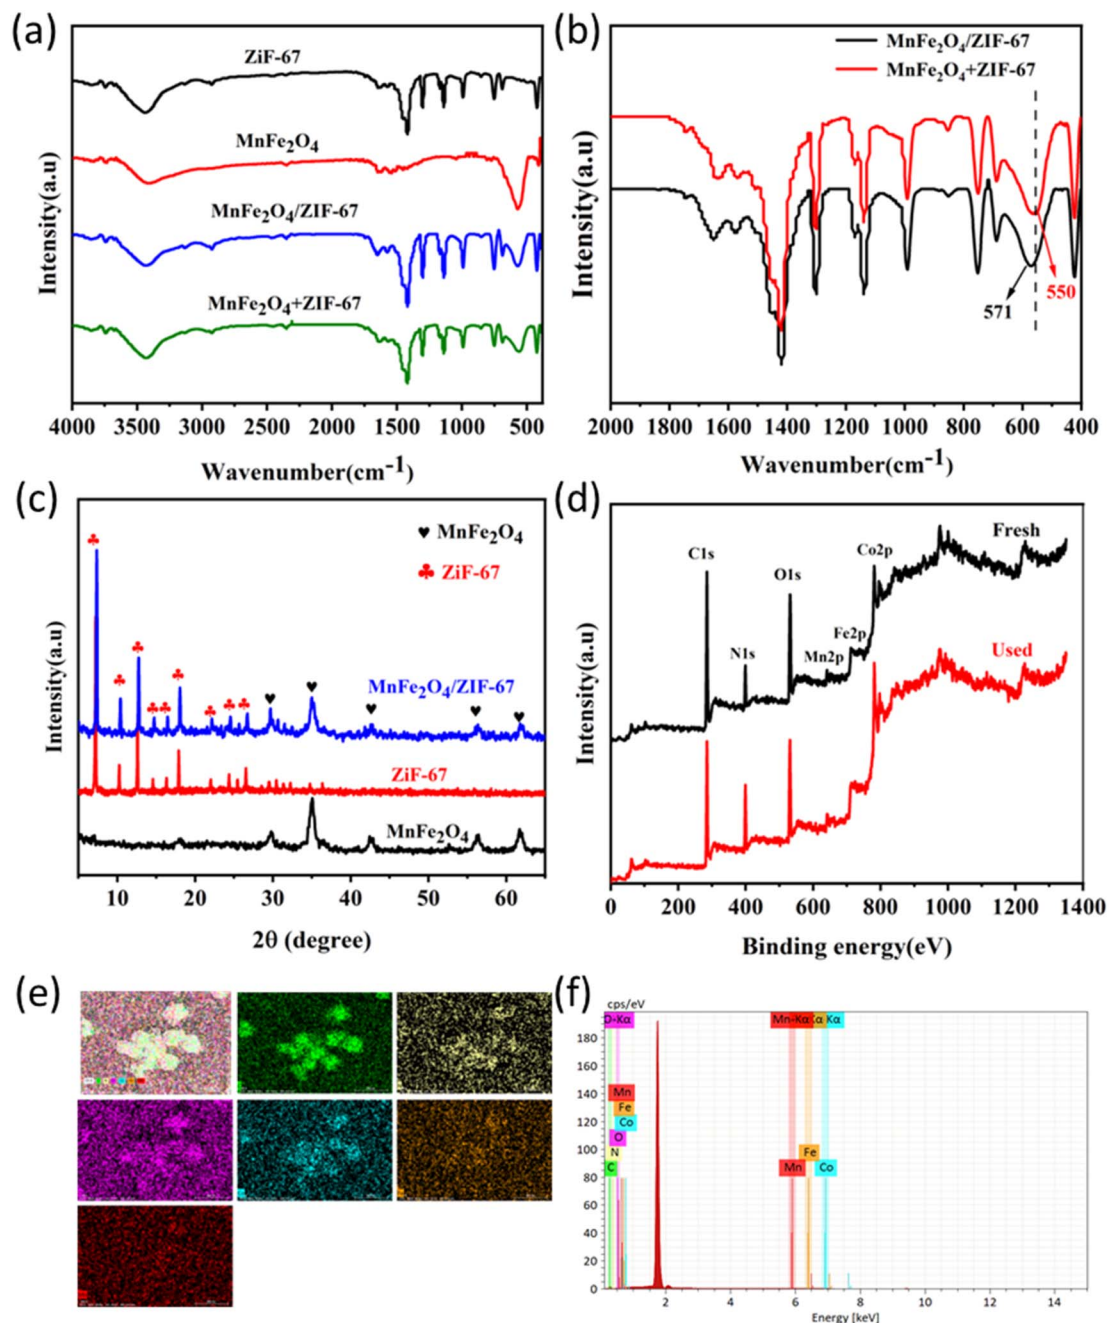 (a)
ZiF-67
MnFe2O4
MnFe2O4/ZIF-67
MnFe2O4+ZIF-67
Intensity(a.u)
4000 3500 3000 2500 2000 1500 1000 500
Wavenumber(cm-1)
(b)
MnFe2O4/ZIF-67
MnFe2O4+ZIF-67
571
550
Intensity(a.u)
2000 1800 1600 1400 1200 1000 800 600 400
Wavenumber(cm-1)
(c)
MnFe2O4
ZiF-67
MnFe2O4/ZIF-67
ZiF-67
MnFe2O4
Intensity(a.u)
10 20 30 40 50 60
2θ (degree)
(d)
Fresh
C1s
O1s
N1s
Mn2p
Fe2p
Co2p
Used
Intensity(a.u)
0 200 400 600 800 1000 1200 1400
Binding energy(eV)
(e)
(f)
cps/eV
O-Kα
Mn-Kα
Kα
Kα
180
160
140
120
100
80
60
40
20
0
Mn
Fe
Co
O
N
C
Mn
Fe
Co
2 4 6 8 10 12 14
Energy [keV]